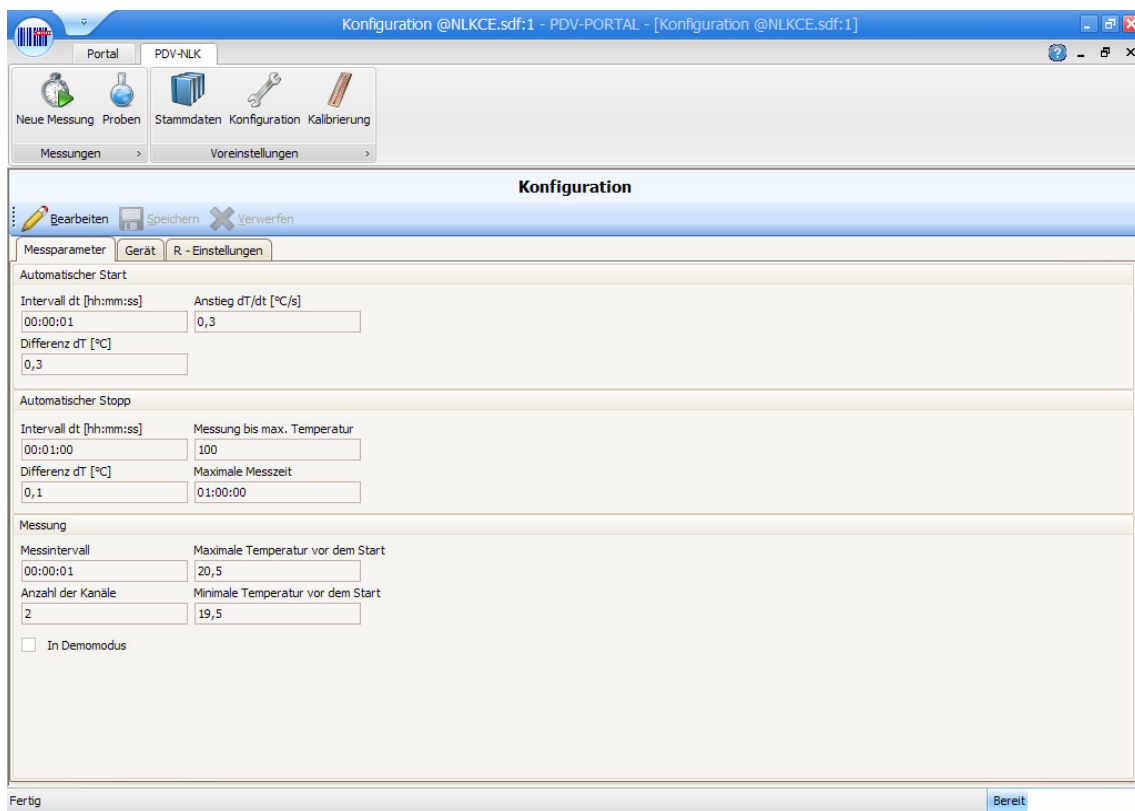 Konfiguration @NLKCE.sdf:1 - PDV-PORTAL - [Konfiguration @NLKCE.sdf:1]
Portal PDV-NLK
Neue Messung Proben Stammdaten Konfiguration Kalibrierung
Messungen Voreinstellungen
Konfiguration
Bearbeiten Speichern Verwerfen
Messparameter Gerät R - Einstellungen
Automatischer Start
Intervall dt [hh:mm:ss] Anstieg dT/dt [°C/s]
00:00:01 0,3
Differenz dT [°C]
0,3
Automatischer Stopp
Intervall dt [hh:mm:ss] Messung bis max. Temperatur
00:01:00 100
Differenz dT [°C] Maximale Messzeit
0,1 01:00:00
Messung
Messintervall Maximale Temperatur vor dem Start
00:00:01 20,5
Anzahl der Kanäle Minimale Temperatur vor dem Start
2 19,5
In Demomodus
Fertig Bereit